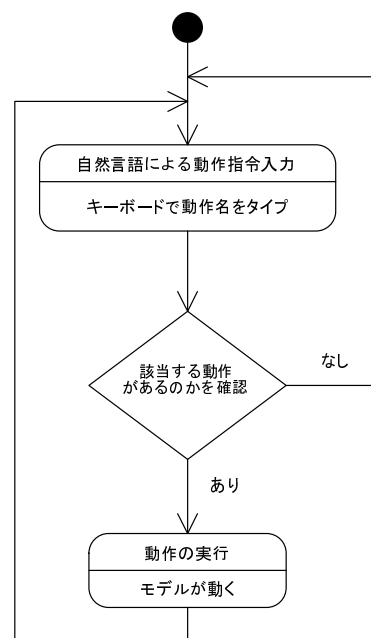 自然言語による動作指令入力
キーボードで動作名をタイプ
該当する動作
があるのかを確認
なし
あり
動作の実行
モデルが動く